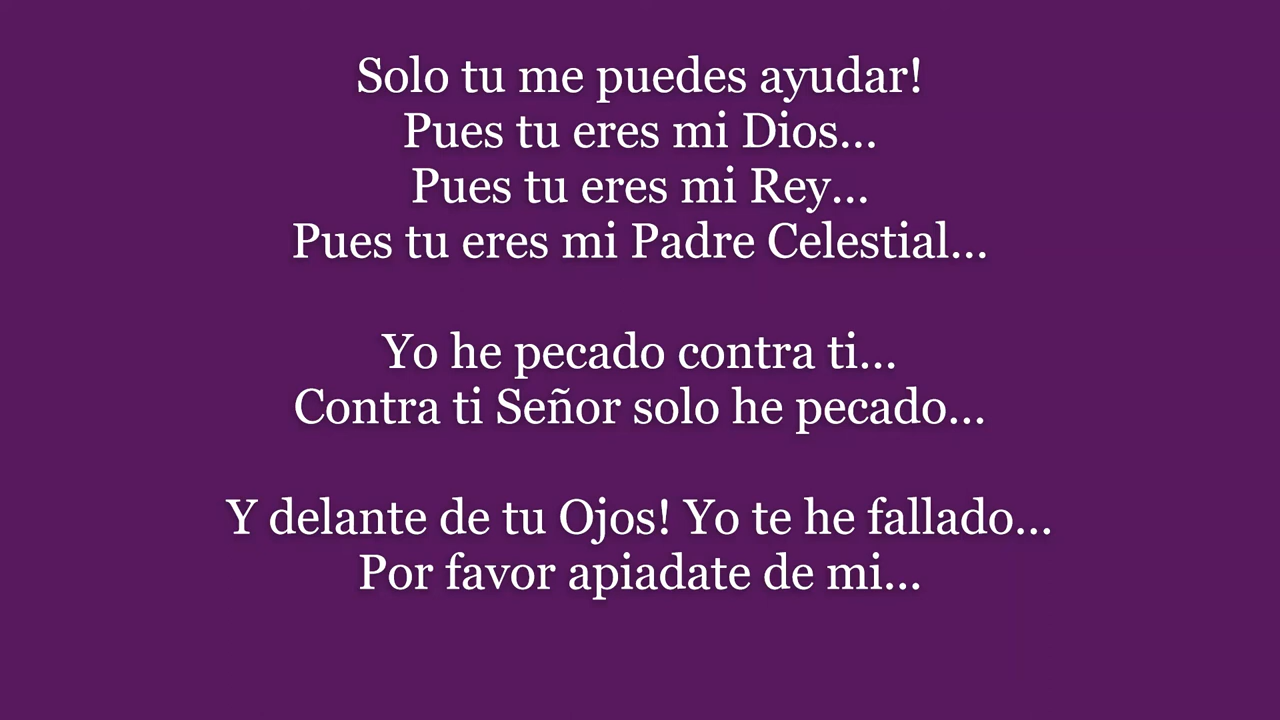 Solo tu me puedes ayudar!
Pues tu eres mi Dios...
Pues tu eres mi Rey...
Pues tu eres mi Padre Celestial...
Yo he pecado contra ti...
Contra ti Señor solo he pecado...
Y delante de tu Ojos! Yo te he fallado...
Por favor apiadate de mi...